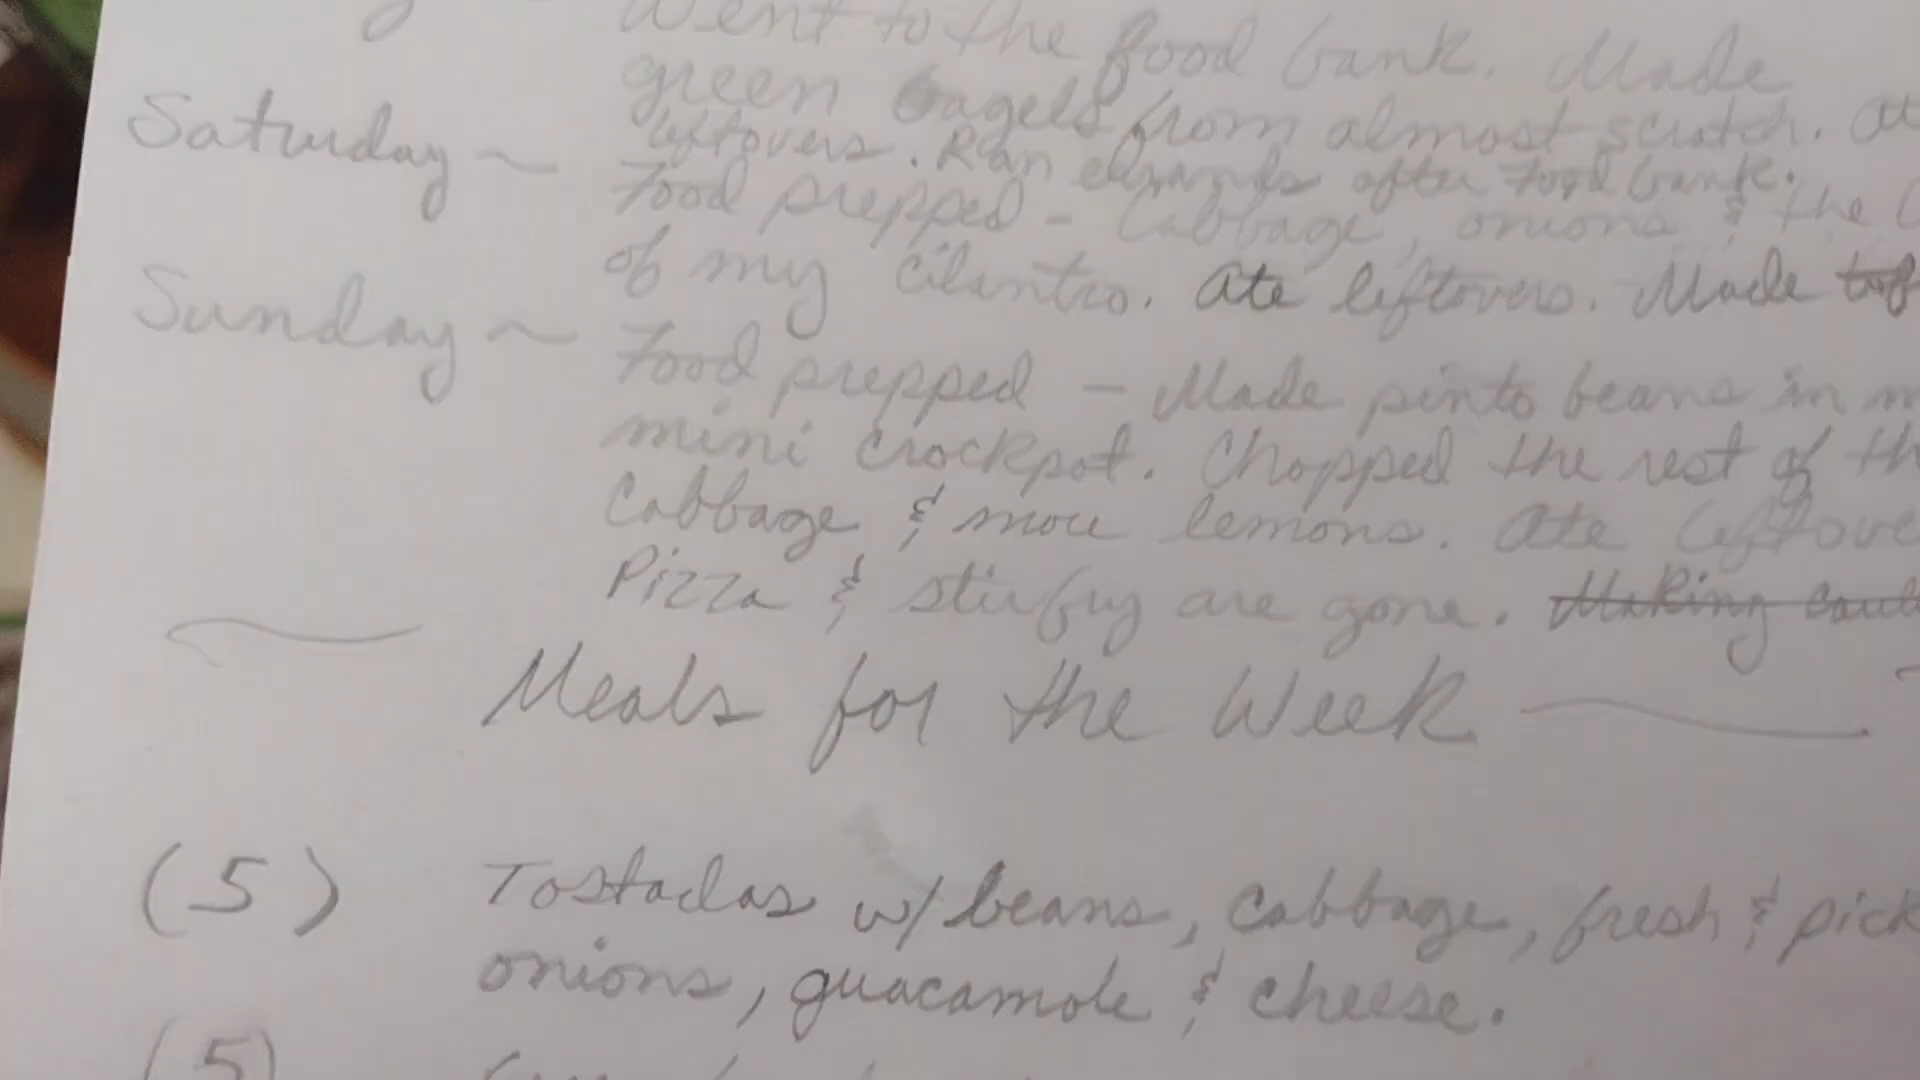 Went to the food bank. Made
green bagels from almost scratch.
leftovers. Ran errands after Food bank.
Saturday ~ Food prepped - Cabbage, onions & the
of my cilantro. Ate leftovers. Made
Sunday ~ Food prepped - Made pinto beans in
mini crockpot. Chopped the rest of
Cabbage & more lemons. Ate
Pizza & stirfry are gone. Making
Meals for the Week
(5) Tostadas w/ beans, cabbage, fresh & pick
onions, guacamole & cheese.
(5)